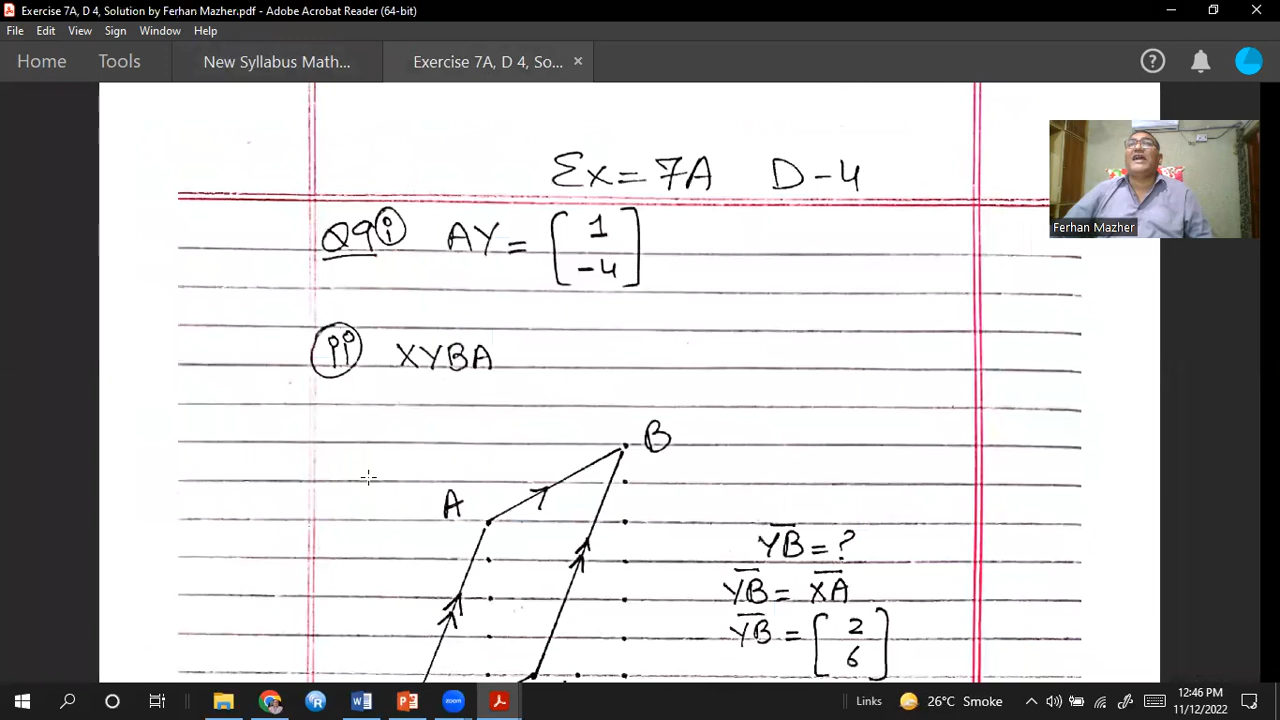 Exercise 7A, D 4, Solution by Ferhan Mazher.pdf - Adobe Acrobat Reader (64-bit)
File Edit View Sign Window Help
Home Tools New Syllabus Math... Exercise 7A, D 4, So...
Ferhan Mazher
Ex = 7A D-4
Q9 i AY = [ 1
-4 ]
ii XYBA
B
A
YB = ?
YB = XA
YB = [ 2
6 ]
Links 26°C Smoke 12:46 PM
11/12/2022